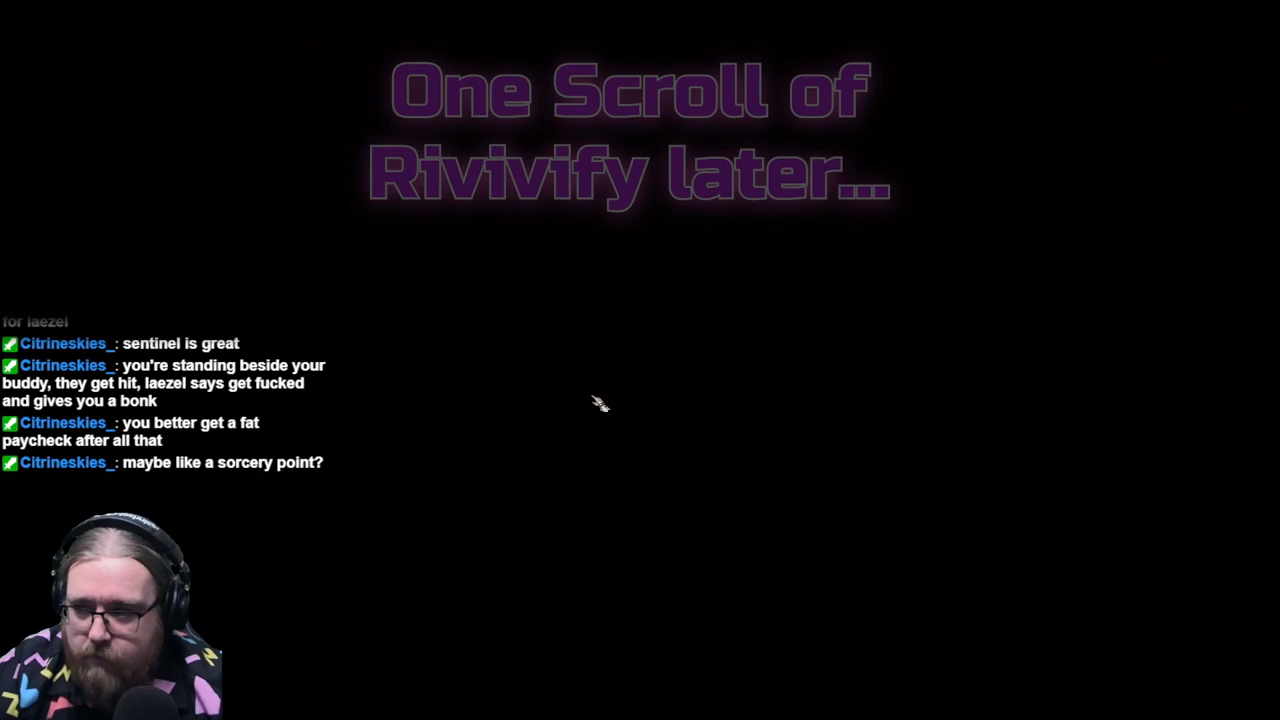 One Scroll of
Rivivify later...
for laezel
Citrineskies_: sentinel is great
Citrineskies_: you're standing beside your
buddy, they get hit, laezel says get fucked
and gives you a bonk
Citrineskies_: you better get a fat
paycheck after all that
Citrineskies_: maybe like a sorcery point?